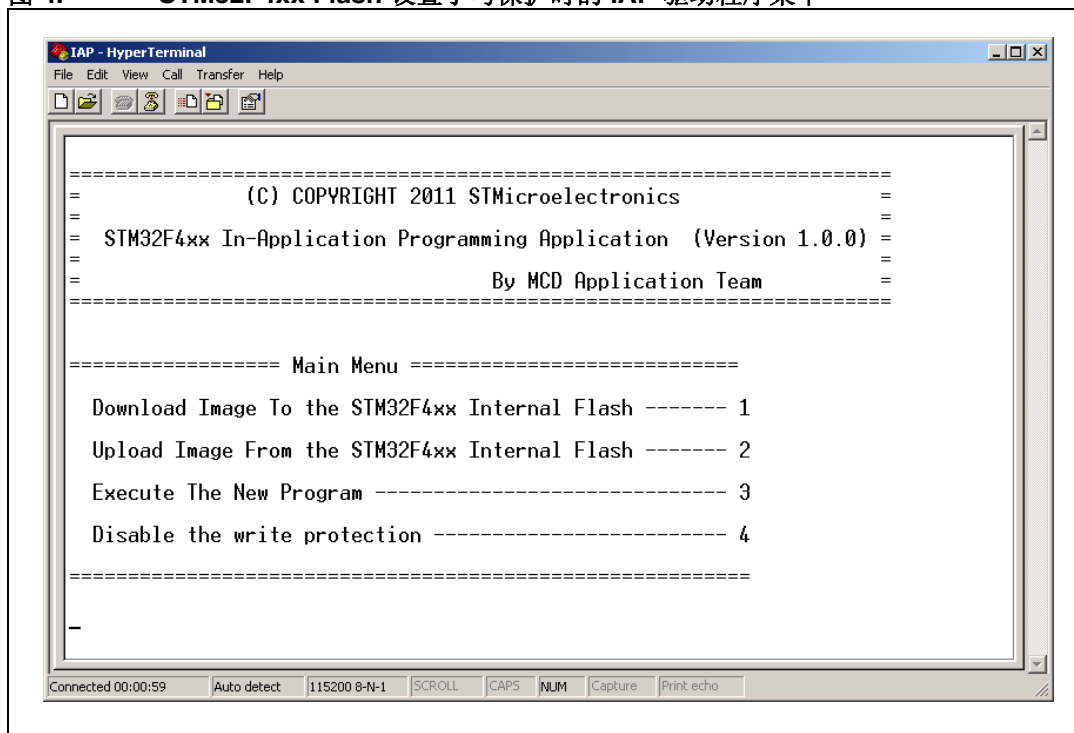 IAP - HyperTerminal
File Edit View Call Transfer Help
======================================================================
= (C) COPYRIGHT 2011 STMicroelectronics =
= =
= STM32F4xx In-Application Programming Application (Version 1.0.0) =
= =
= By MCD Application Team =
======================================================================
================== Main Menu ============================
Download Image To the STM32F4xx Internal Flash ------- 1
Upload Image From the STM32F4xx Internal Flash ------- 2
Execute The New Program ------------------------------ 3
Disable the write protection ------------------------- 4
==========================================================
_
Connected 00:00:59 Auto detect 115200 8-N-1 SCROLL CAPS NUM Capture Print echo